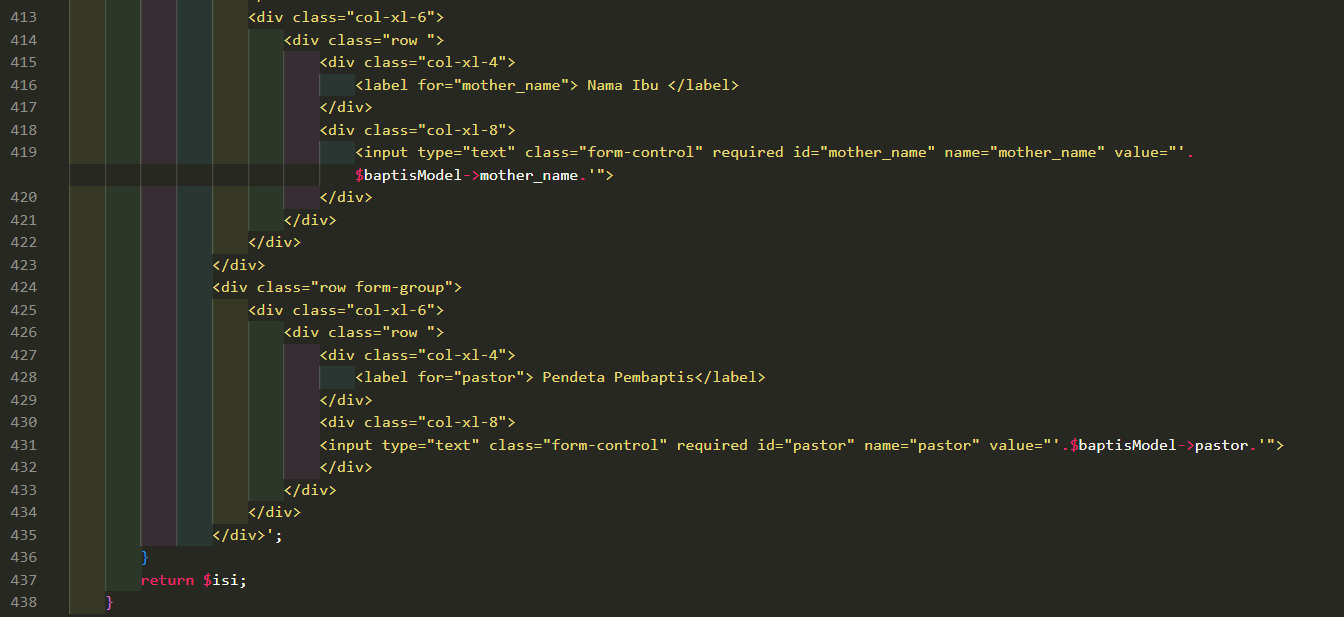 413 <div class="col-xl-6">
414 <div class="row ">
415 <div class="col-xl-4">
416 <label for="mother_name"> Nama Ibu </label>
417 </div>
418 <div class="col-xl-8">
419 <input type="text" class="form-control" required id="mother_name" name="mother_name" value="'.
$baptisModel->mother_name.'">
420 </div>
421 </div>
422 </div>
423 </div>
424 <div class="row form-group">
425 <div class="col-xl-6">
426 <div class="row ">
427 <div class="col-xl-4">
428 <label for="pastor"> Pendeta Pembaptis</label>
429 </div>
430 <div class="col-xl-8">
431 <input type="text" class="form-control" required id="pastor" name="pastor" value="'.$baptisModel->pastor.'">
432 </div>
433 </div>
434 </div>
435 </div>';
436 }
437 return $isi;
438 }